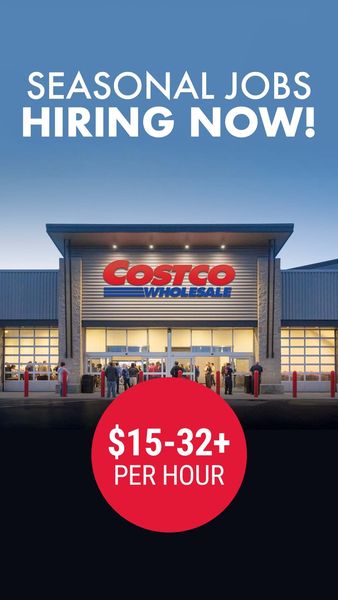 SEASONAL JOBS
HIRING NOW!
COSTCO
WHOLESALE
$15-32+
PER HOUR